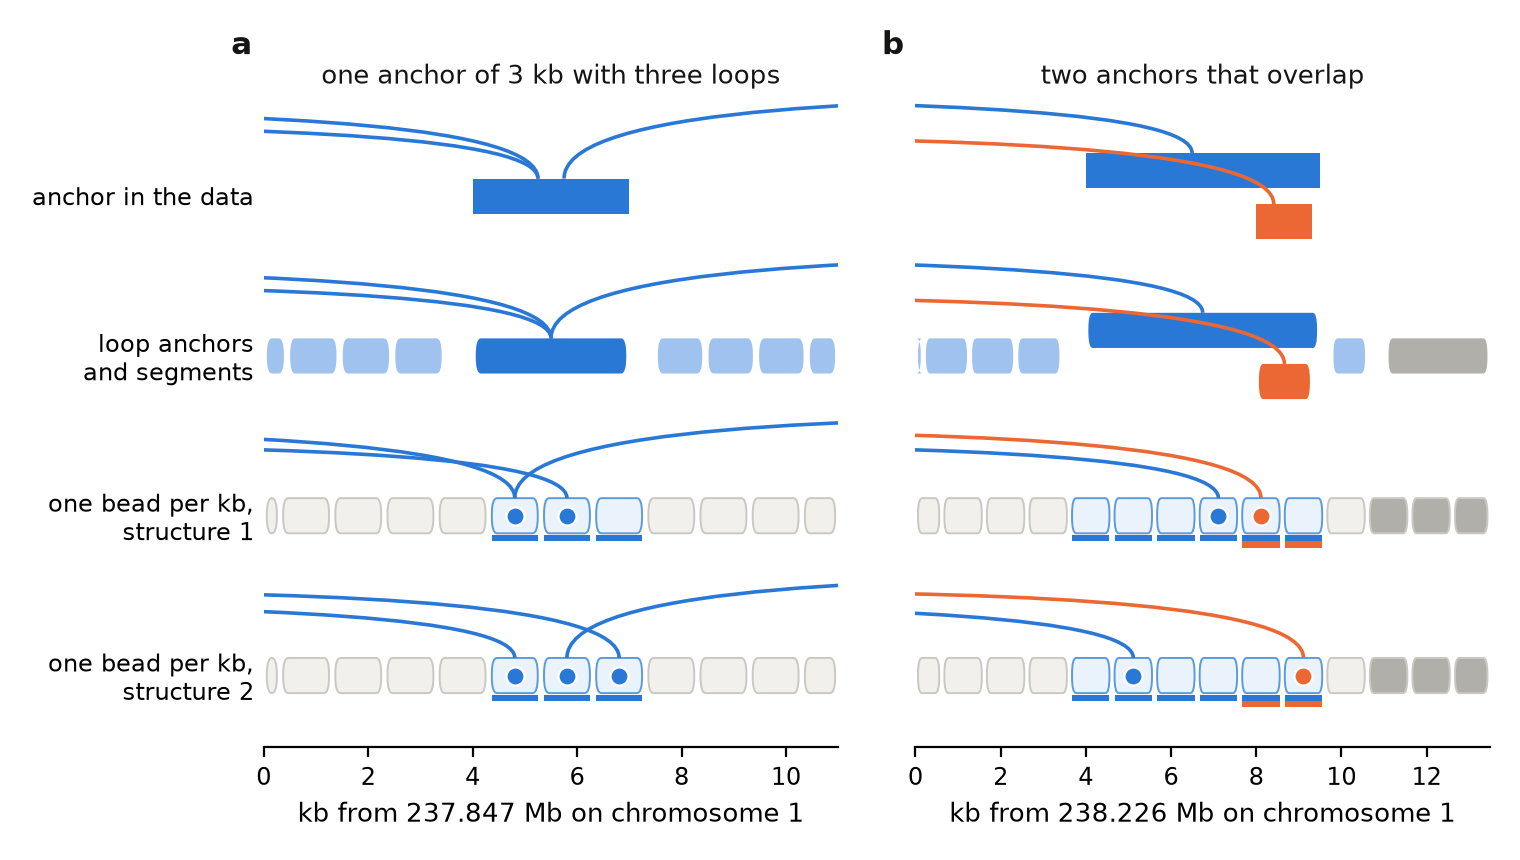 a
one anchor of 3 kb with three loops
b
two anchors that overlap
anchor in the data
loop anchors
and segments
one bead per kb,
structure 1
one bead per kb,
structure 2
0 2 4 6 8 10
kb from 237.847 Mb on chromosome 1
0 2 4 6 8 10 12
kb from 238.226 Mb on chromosome 1